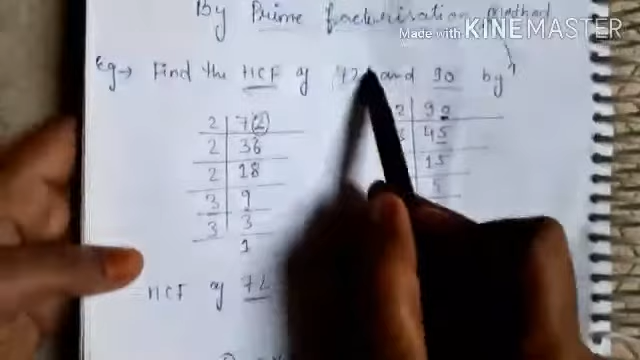 By Prime factorisation method
Made with KINEMASTER
Eg→ Find the HCF of 72 and 90 by
2 72 2 90
2 36 3 45
2 18 15
3 9 5
3 3
1
HCF of 72